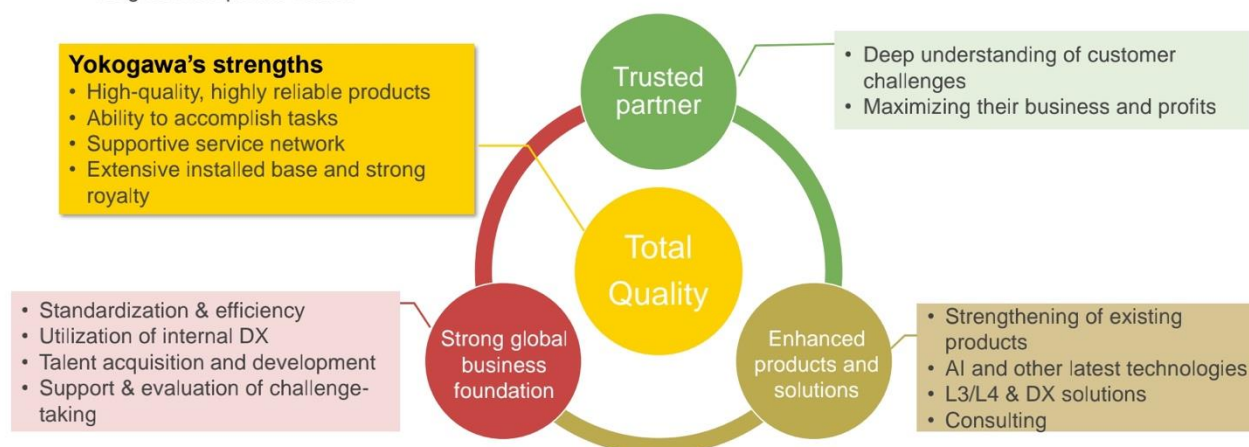 Yokogawa's strengths
• High-quality, highly reliable products
• Ability to accomplish tasks
• Supportive service network
• Extensive installed base and strong
royalty
Trusted
partner
• Deep understanding of customer
challenges
• Maximizing their business and profits
Total
Quality
• Standardization & efficiency
• Utilization of internal DX
• Talent acquisition and development
• Support & evaluation of challenge-
taking
Strong global
business
foundation
Enhanced
products and
solutions
• Strengthening of existing
products
• AI and other latest technologies
• L3/L4 & DX solutions
• Consulting